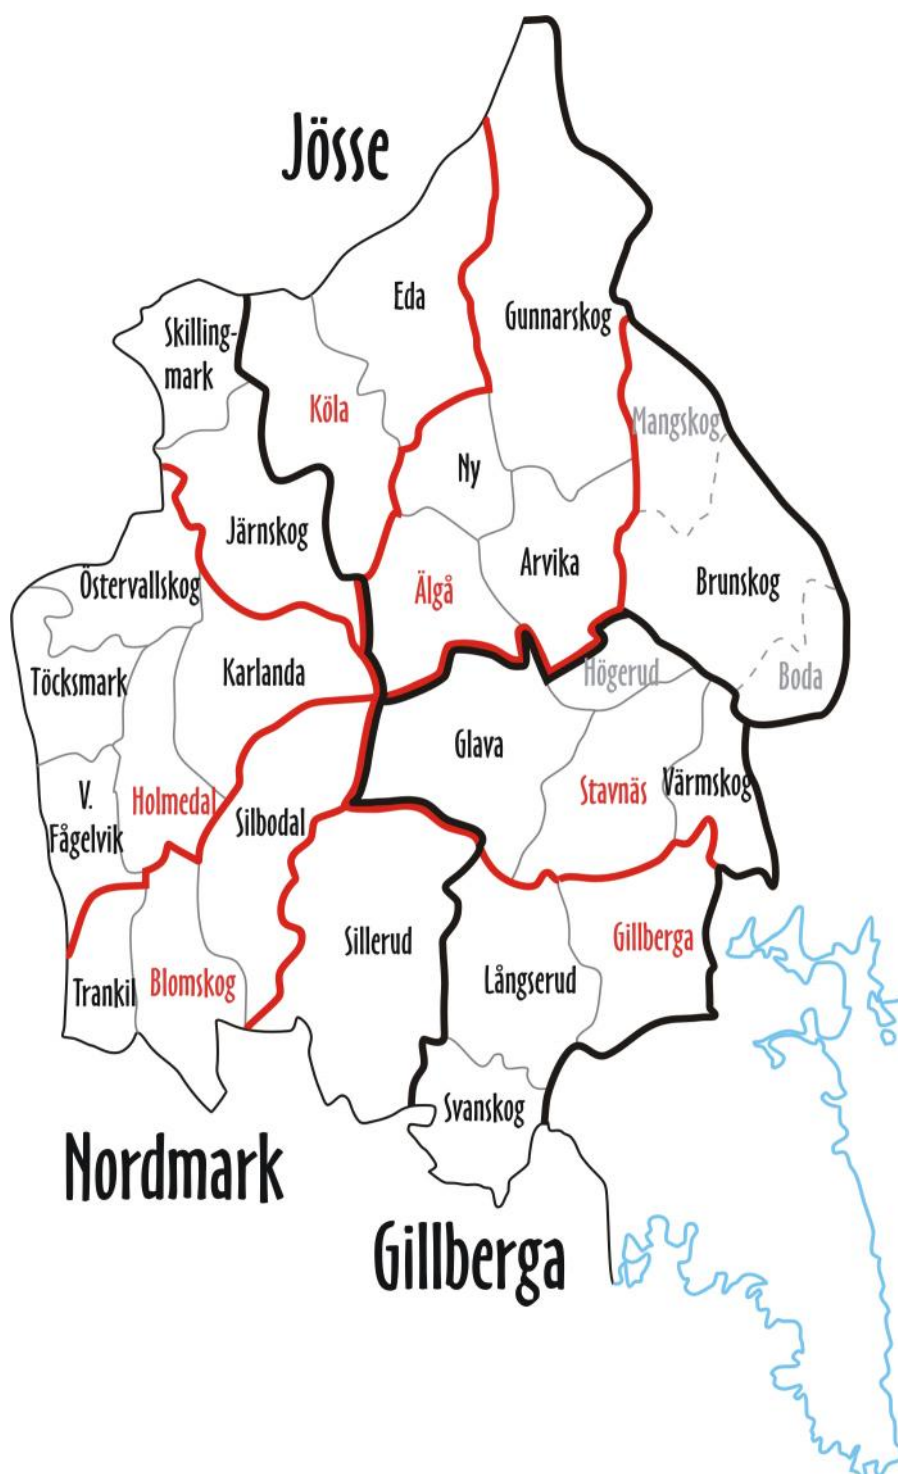 Jösse
Eda
Gunnarskog
Skilling-
mark
Köla
Mangskog
Ny
Järnskog
Arvika
Östervallskog
Älgå
Brunskog
Karlanda
Högerud
Boda
Töcksmark
Glava
Stavnäs
Värmskog
V.
Fågelvik
Holmedal
Silbodal
Sillerud
Gillberga
Trankil
Blomskog
Långserud
Svanskog
Nordmark
Gillberga